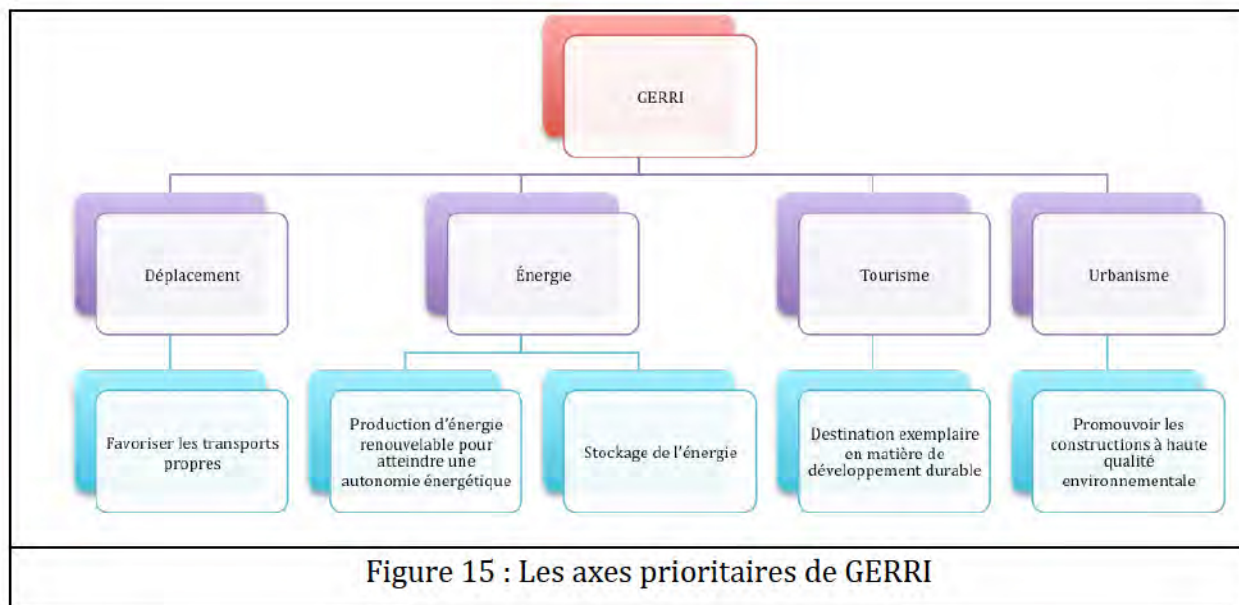 GERRI
Déplacement
Énergie
Tourisme
Urbanisme
Favoriser les transports
propres
Production d'énergie
renouvelable pour
atteindre une
autonomie énergétique
Stockage de l'énergie
Destination exemplaire
en matière de
développement durable
Promouvoir les
constructions à haute
qualité
environnementale
Figure 15 : Les axes prioritaires de GERRI